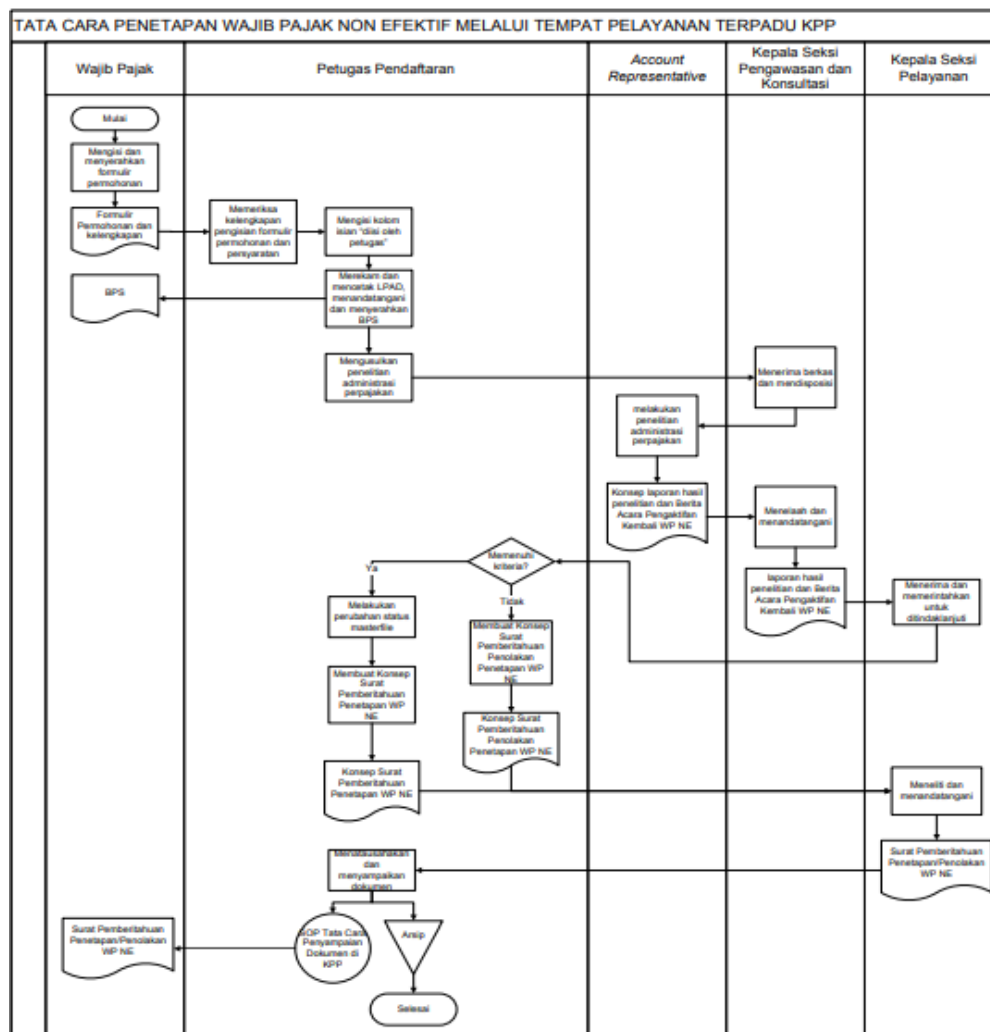 TATA CARA PENETAPAN WAJIB PAJAK NON EFEKTIF MELALUI TEMPAT PELAYANAN TERPADU KPP
Wajib Pajak
Petugas Pendaftaran
Account
Representative
Kepala Seksi
Pengawasan dan
Konsultasi
Kepala Seksi
Pelayanan
Mulai
Mengisi dan
menyerahkan
formulir
permohonan
Formulir
Permohonan dan
kelengkapan
Memeriksa
kelengkapan
pengisian formulir
permohonan dan
persyaratan
Mengisi kolom
isian "diisi oleh
petugas"
BPS
Merekam dan
mencetak LPAD,
menandatangani
dan menyerahkan
BPS
Mengusulkan
penelitian
administrasi
perpajakan
Menerima berkas
dan mendisposisi
melakukan
penelitian
administrasi
perpajakan
Konsep laporan hasil
penelitian dan Berita
Acara Pengaktifan
Kembali WP NE
Menelaah dan
menandatangani
laporan hasil
penelitian dan Berita
Acara Pengaktifan
Kembali WP NE
Menerima dan
memerintahkan
untuk
ditindaklanjuti
Memenuhi
kriteria?
Ya
Tidak
Melakukan
perubahan status
masterfile
Membuat Konsep
Surat
Pemberitahuan
Penolakan
Penetapan WP
NE
Membuat Konsep
Surat
Pemberitahuan
Penetapan WP
NE
Konsep Surat
Pemberitahuan
Penolakan
Penetapan WP NE
Konsep Surat
Pemberitahuan
Penetapan WP NE
Meneliti dan
menandatangani
Surat Pemberitahuan
Penetapan/Penolakan
WP NE
Menatausahakan
dan
menyampaikan
dokumen
Surat Pemberitahuan
Penetapan/Penolakan
WP NE
SOP Tata Cara
Penyampaian
Dokumen di
KPP
Arsip
Selesai